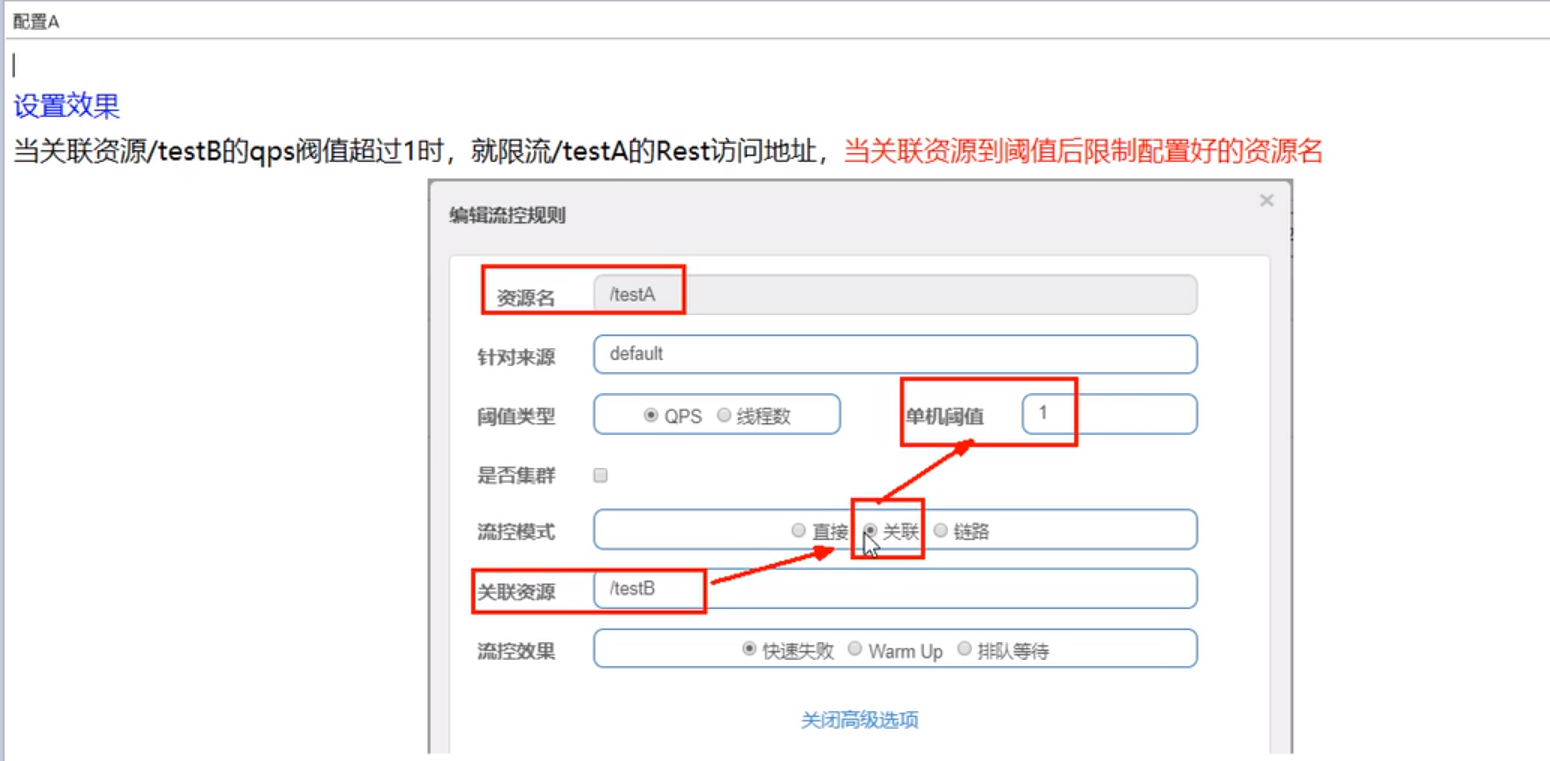 配置A
设置效果
当关联资源/testB的qps阀值超过1时，就限流/testA的Rest访问地址，当关联资源到阈值后限制配置好的资源名
编辑流控规则 ×
资源名 /testA
针对来源 default
阈值类型 QPS 线程数 单机阈值 1
是否集群
流控模式 直接 关联 链路
关联资源 /testB
流控效果 快速失败 Warm Up 排队等待
关闭高级选项